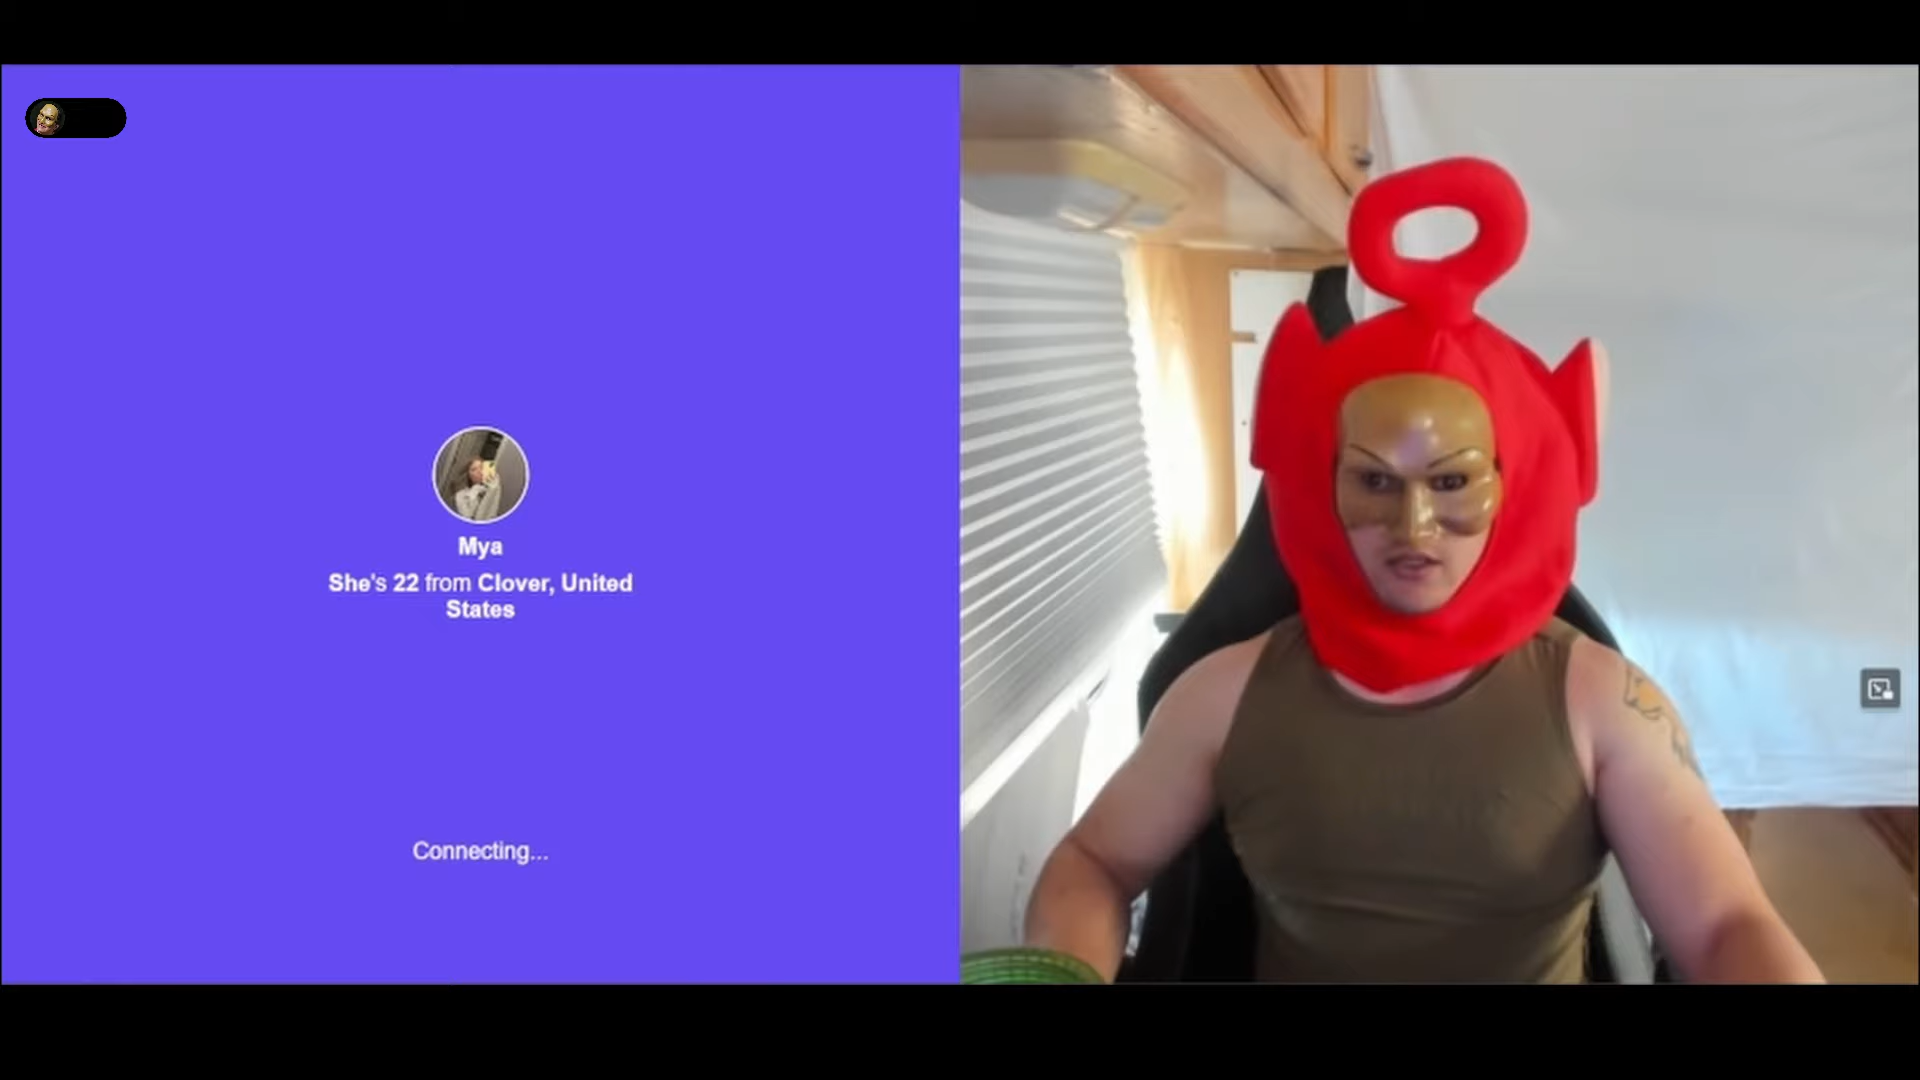 Mya
She's 22 from Clover, United
States
Connecting...